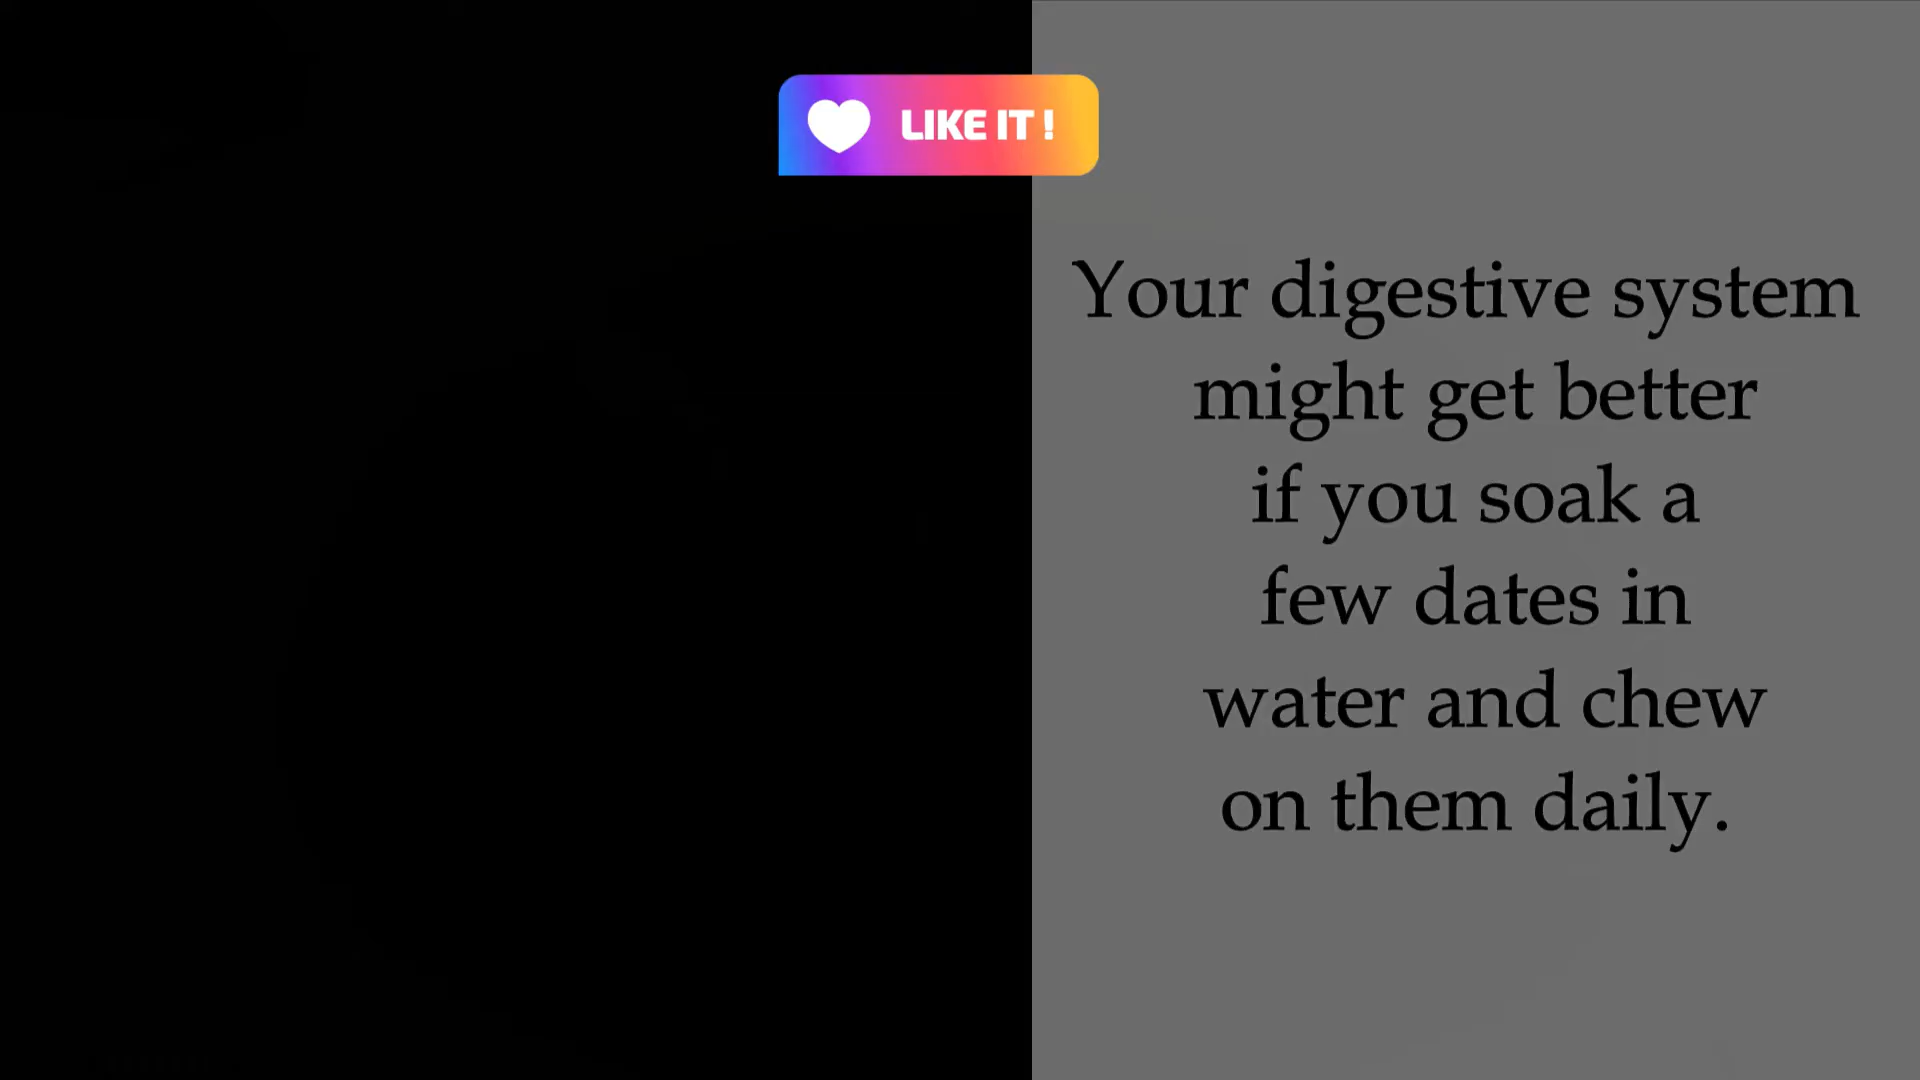 LIKE IT !
Your digestive system
might get better
if you soak a
few dates in
water and chew
on them daily.